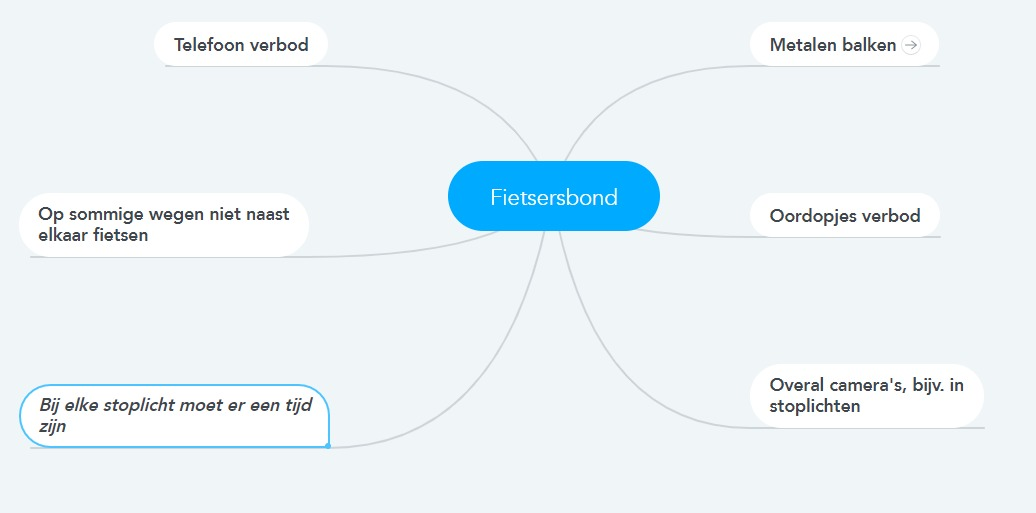 Telefoon verbod
Metalen balken
Fietsersbond
Op sommige wegen niet naast
elkaar fietsen
Oordopjes verbod
Bij elke stoplicht moet er een tijd
zijn
Overal camera's, bijv. in
stoplichten